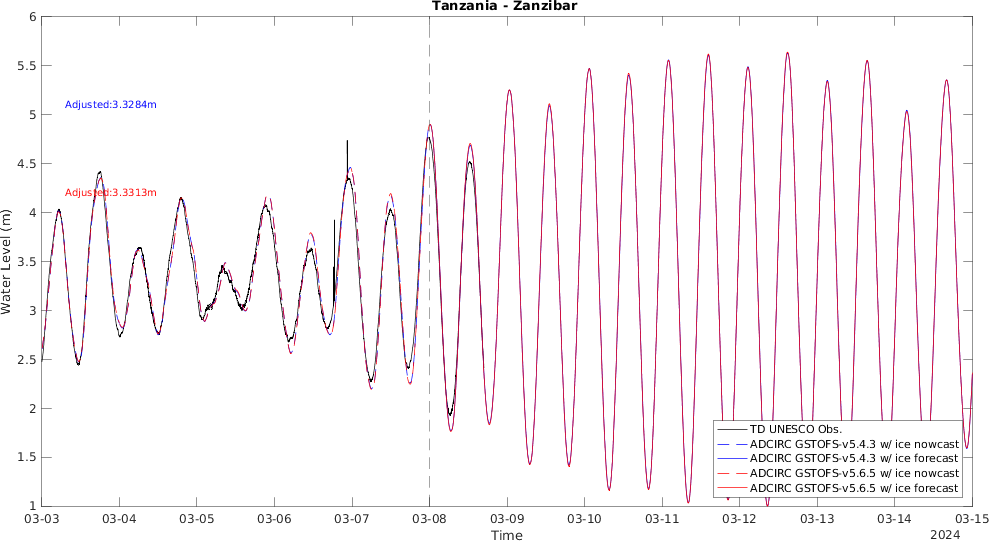 Tanzania - Zanzibar
6
5.5
5
4.5
4
3.5
3
2.5
2
1.5
1
Water Level (m)
Adjusted:3.3284m
Adjusted:3.3313m
TD UNESCO Obs.
ADCIRC GSTOFS-v5.4.3 w/ ice nowcast
ADCIRC GSTOFS-v5.4.3 w/ ice forecast
ADCIRC GSTOFS-v5.6.5 w/ ice nowcast
ADCIRC GSTOFS-v5.6.5 w/ ice forecast
03-03 03-04 03-05 03-06 03-07 03-08 03-09 03-10 03-11 03-12 03-13 03-14 03-15
Time
2024